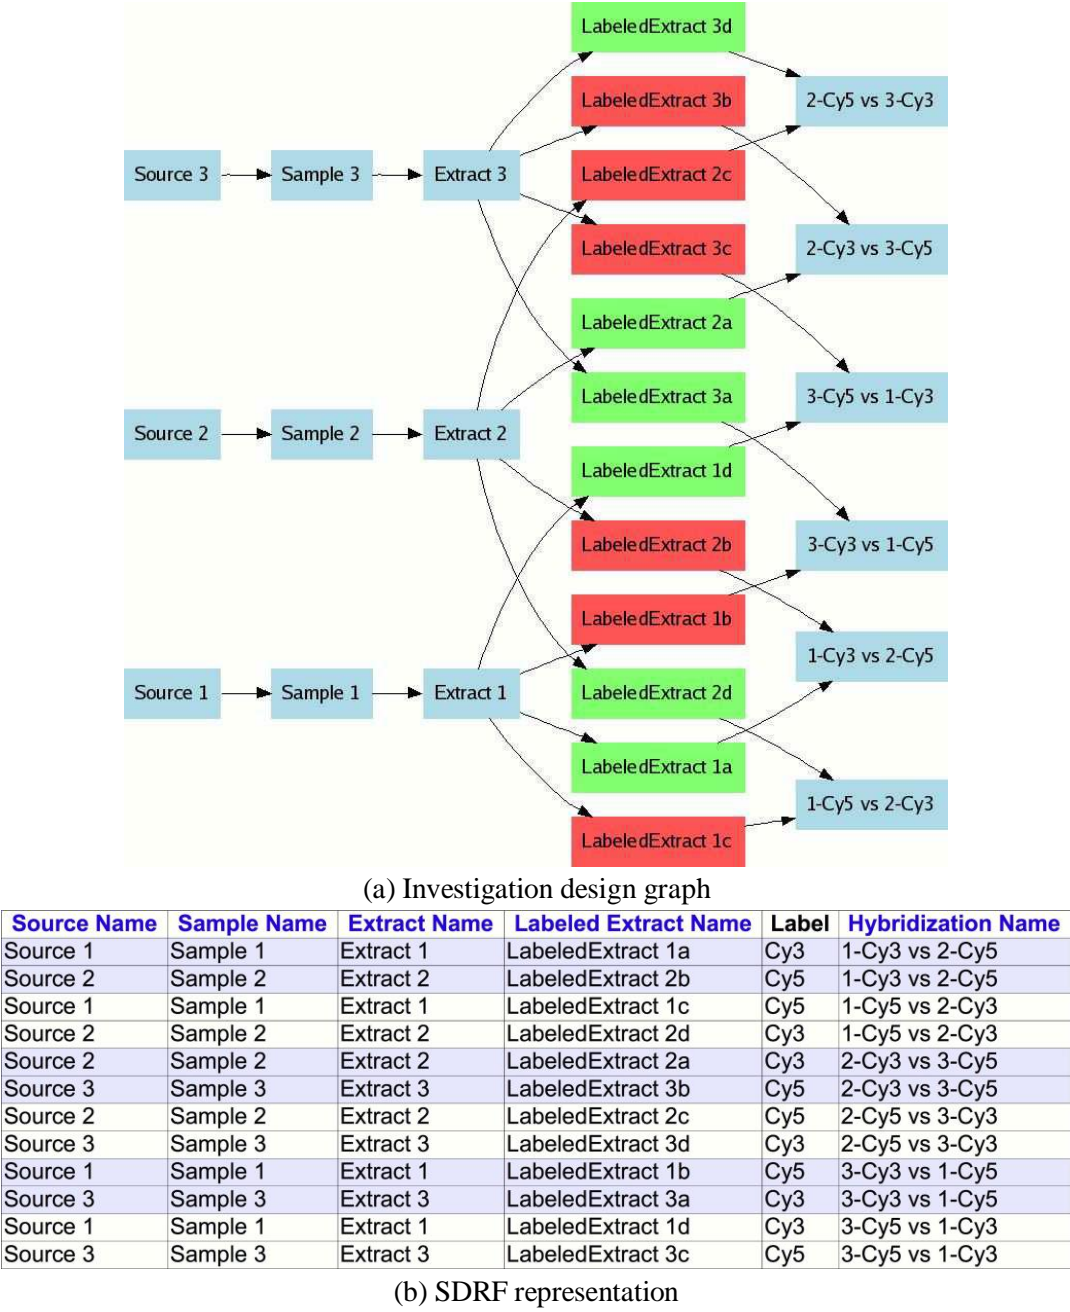 LabeledExtract 3d
LabeledExtract 3b
2-Cy5 vs 3-Cy3
Source 3
Sample 3
Extract 3
LabeledExtract 2c
LabeledExtract 3c
2-Cy3 vs 3-Cy5
LabeledExtract 2a
LabeledExtract 3a
3-Cy5 vs 1-Cy3
Source 2
Sample 2
Extract 2
LabeledExtract 1d
LabeledExtract 2b
3-Cy3 vs 1-Cy5
LabeledExtract 1b
1-Cy3 vs 2-Cy5
Source 1
Sample 1
Extract 1
LabeledExtract 2d
LabeledExtract 1a
1-Cy5 vs 2-Cy3
LabeledExtract 1c
(a) Investigation design graph
Source Name Sample Name Extract Name Labeled Extract Name Label Hybridization Name
Source 1 Sample 1 Extract 1 LabeledExtract 1a Cy3 1-Cy3 vs 2-Cy5
Source 2 Sample 2 Extract 2 LabeledExtract 2b Cy5 1-Cy3 vs 2-Cy5
Source 1 Sample 1 Extract 1 LabeledExtract 1c Cy5 1-Cy5 vs 2-Cy3
Source 2 Sample 2 Extract 2 LabeledExtract 2d Cy3 1-Cy5 vs 2-Cy3
Source 2 Sample 2 Extract 2 LabeledExtract 2a Cy3 2-Cy3 vs 3-Cy5
Source 3 Sample 3 Extract 3 LabeledExtract 3b Cy5 2-Cy3 vs 3-Cy5
Source 2 Sample 2 Extract 2 LabeledExtract 2c Cy5 2-Cy5 vs 3-Cy3
Source 3 Sample 3 Extract 3 LabeledExtract 3d Cy3 2-Cy5 vs 3-Cy3
Source 1 Sample 1 Extract 1 LabeledExtract 1b Cy5 3-Cy3 vs 1-Cy5
Source 3 Sample 3 Extract 3 LabeledExtract 3a Cy3 3-Cy3 vs 1-Cy5
Source 1 Sample 1 Extract 1 LabeledExtract 1d Cy3 3-Cy5 vs 1-Cy3
Source 3 Sample 3 Extract 3 LabeledExtract 3c Cy5 3-Cy5 vs 1-Cy3
(b) SDRF representation